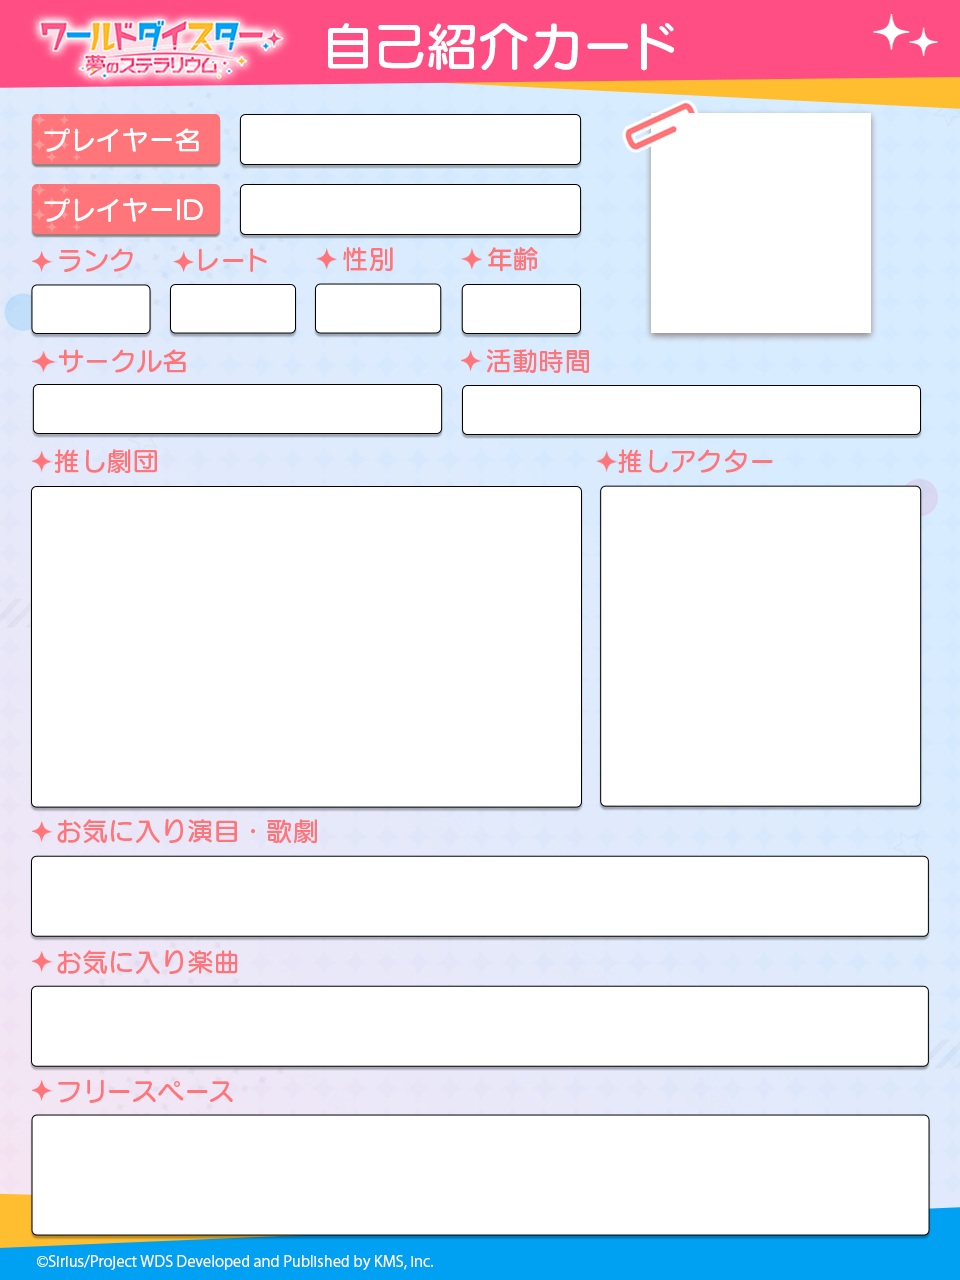 ワールドダイスター
夢のステラリウム
自己紹介カード
プレイヤー名
プレイヤーID
ランク
レート
性別
年齢
サークル名
活動時間
推し劇団
推しアクター
お気に入り演目・歌劇
お気に入り楽曲
フリースペース
©Sirius/Project WDS Developed and Published by KMS, inc.